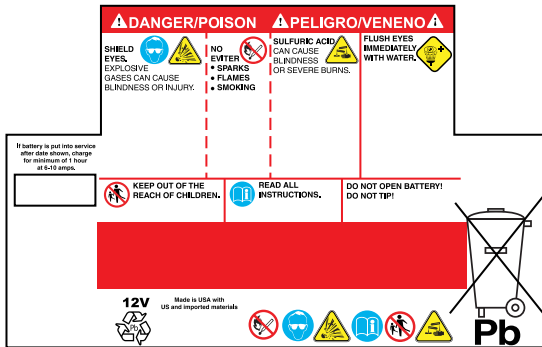 DANGER/POISON PELIGRO/VENENO
SHIELD
EYES.
EXPLOSIVE
GASES CAN CAUSE
BLINDNESS OR INJURY.
NO
EVITER
• SPARKS
• FLAMES
• SMOKING
SULFURIC ACID
CAN CAUSE
BLINDNESS
OR SEVERE BURNS.
FLUSH EYES
IMMEDIATELY
WITH WATER.
If battery is put into service
after date shown, charge
for minimum of 1 hour
at 6-10 amps.
KEEP OUT OF THE
REACH OF CHILDREN.
READ ALL
INSTRUCTIONS.
DO NOT OPEN BATTERY!
DO NOT TIP!
12V
Pb
Made is USA with
US and imported materials
Pb